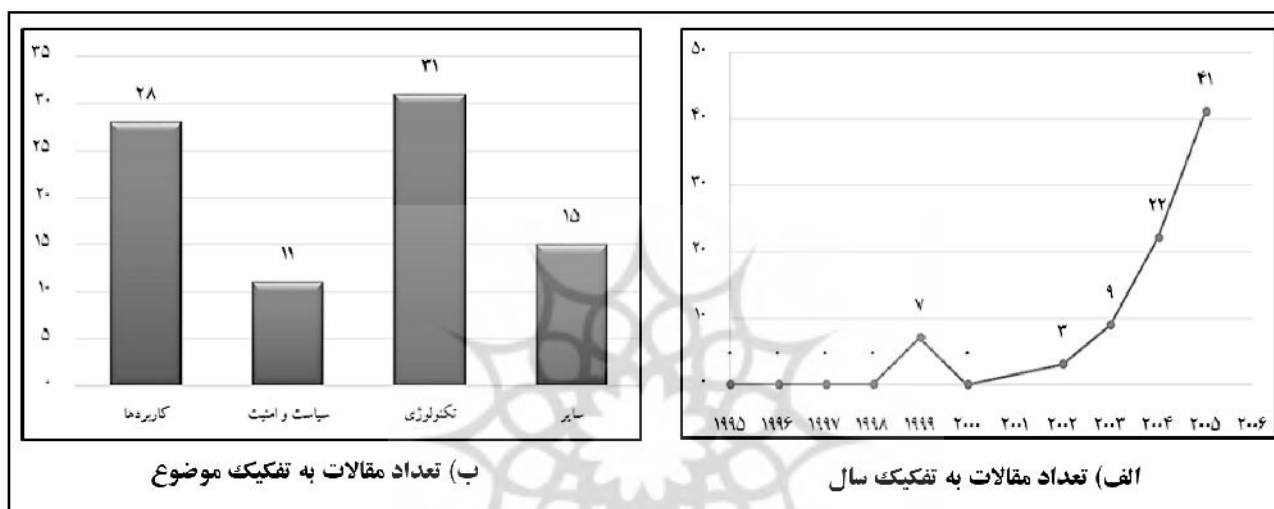 ۵۰
۴۰
۳۰
۲۰
۱۰
۰
۰ ۰ ۰ ۰ ۷ ۰ ۳ ۹ ۲۲ ۴۱
۱۹۹۵ ۱۹۹۶ ۱۹۹۷ ۱۹۹۸ ۱۹۹۹ ۲۰۰۰ ۲۰۰۱ ۲۰۰۲ ۲۰۰۳ ۲۰۰۴ ۲۰۰۵ ۲۰۰۶
الف) تعداد مقالات به تفکیک سال
۳۵
۳۰
۲۵
۲۰
۱۵
۱۰
۵
۰
۲۸ ۱۱ ۳۱ ۱۵
کاربردها سیاست و امنیت تکنولوژی سایر
ب) تعداد مقالات به تفکیک موضوع